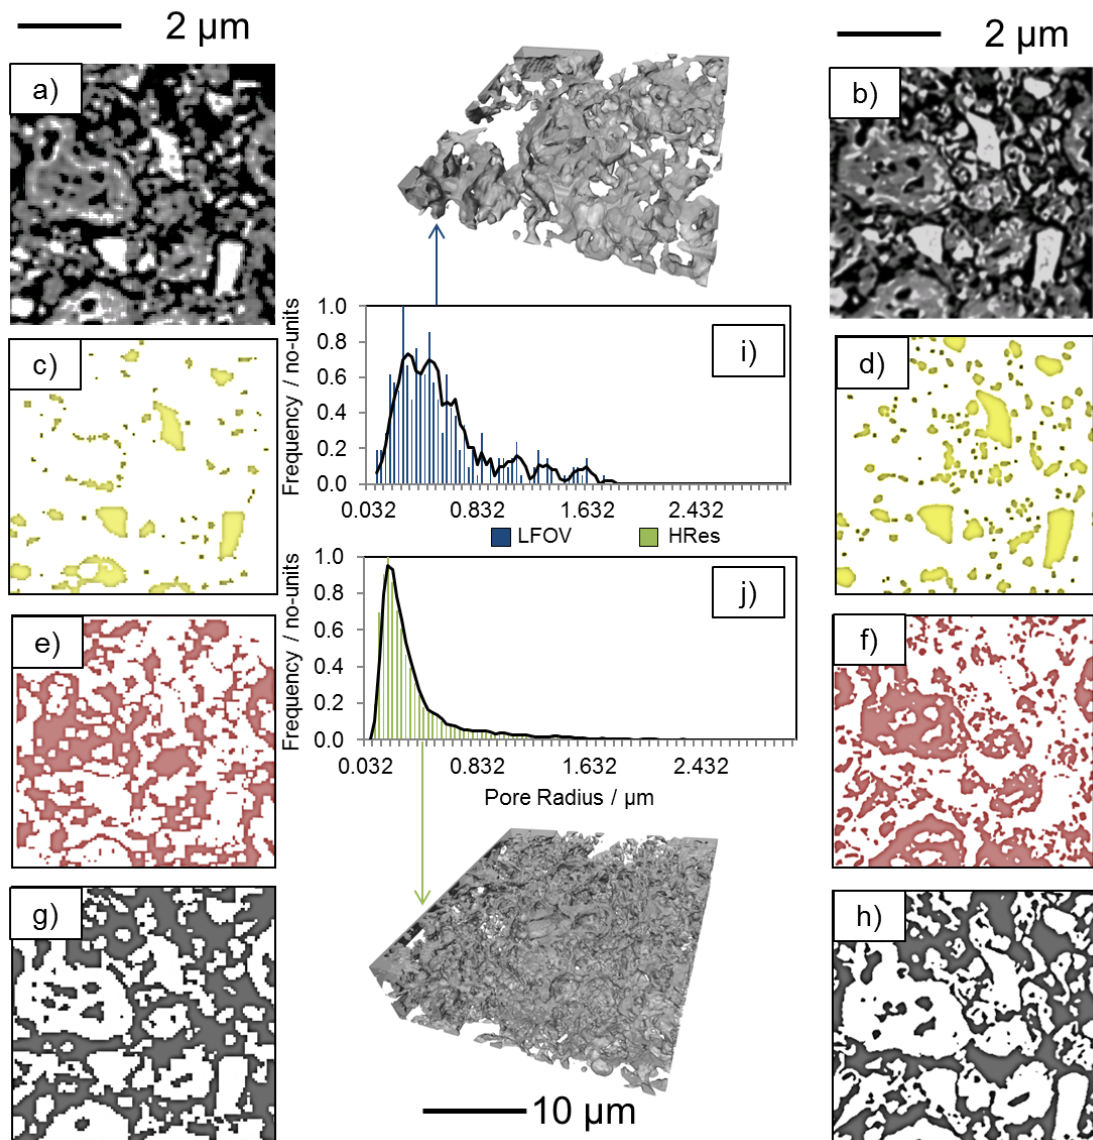 2 µm
2 µm
a)
b)
1.0
0.8
0.6
0.4
0.2
0.0
Frequency / no-units
i)
0.032
0.832
1.632
2.432
c)
d)
LFOV
HRes
1.0
0.8
0.6
0.4
0.2
0.0
Frequency / no-units
j)
0.032
0.832
1.632
2.432
Pore Radius / µm
e)
f)
g)
h)
10 µm